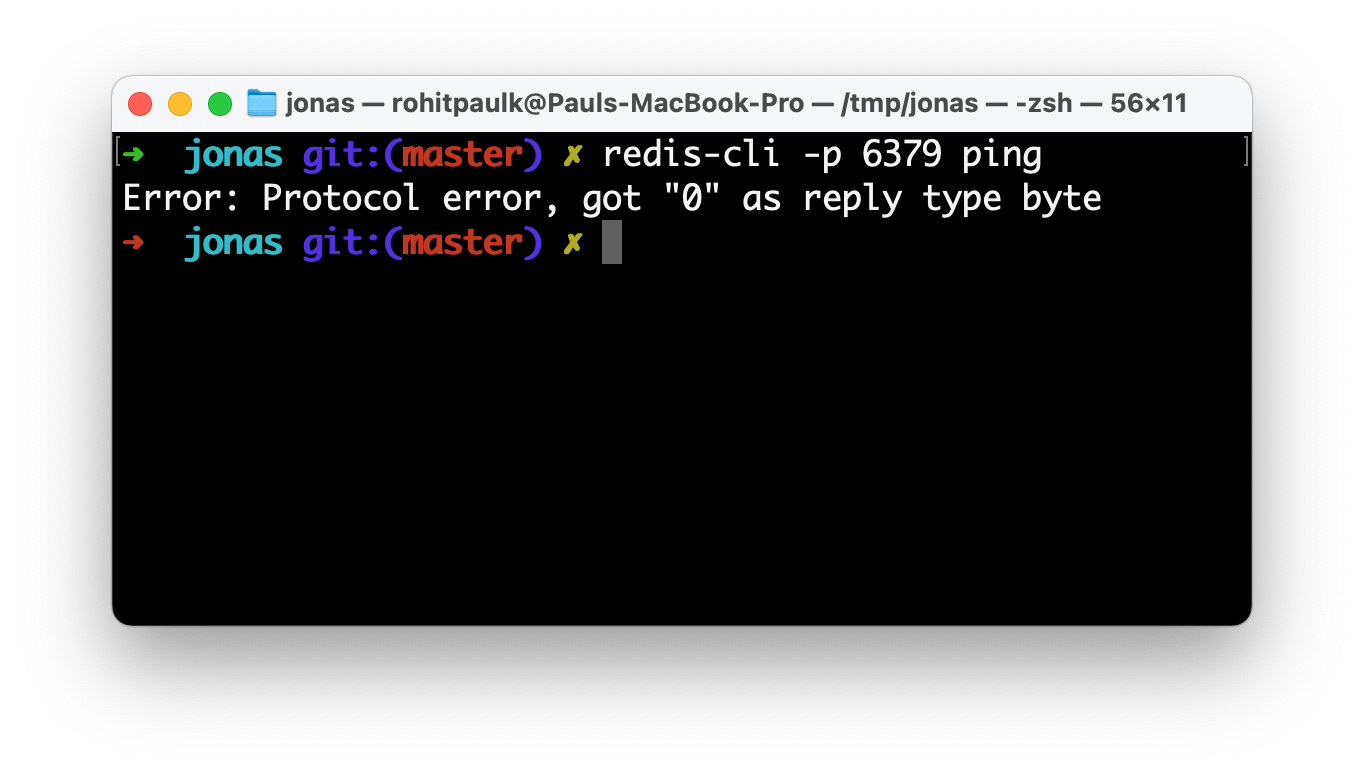 jonas — rohitpaulk@Pauls-MacBook-Pro — /tmp/jonas — -zsh — 56×11
[➜  jonas git:(master) ✗ redis-cli -p 6379 ping ]
Error: Protocol error, got "0" as reply type byte
➜  jonas git:(master) ✗